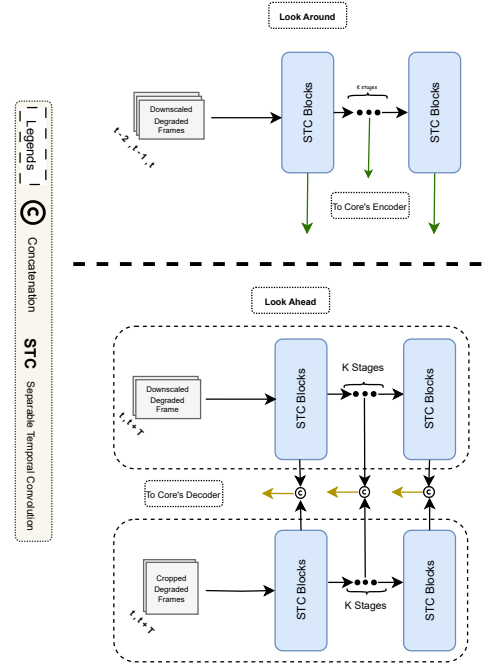 Look Around
K stages
Downscaled
Degraded
Frames
t-2, t-1, t
STC Blocks
STC Blocks
To Core's Encoder
Legends
C
Concatenation
STC
Separable Temporal Convolution
Look Ahead
Downscaled
Degraded
Frame
t, t+T
STC Blocks
K Stages
STC Blocks
To Core's Decoder
C
C
C
Cropped
Degraded
Frames
t, t+T
STC Blocks
K Stages
STC Blocks